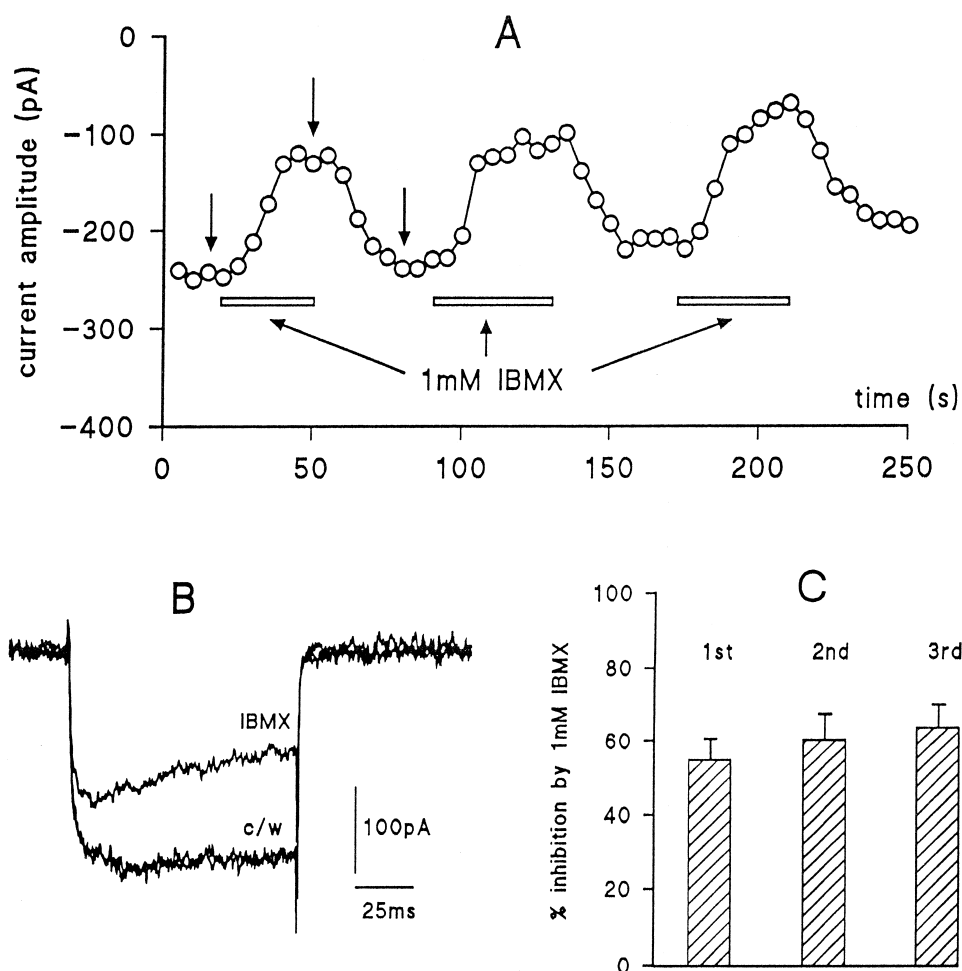 A
current amplitude (pA)
0
−100
−200
−300
−400
1mM IBMX
time (s)
0 50 100 150 200 250
B
IBMX
c/w
100pA
25ms
C
% inhibition by 1mM IBMX
100
80
60
40
20
0
1st 2nd 3rd